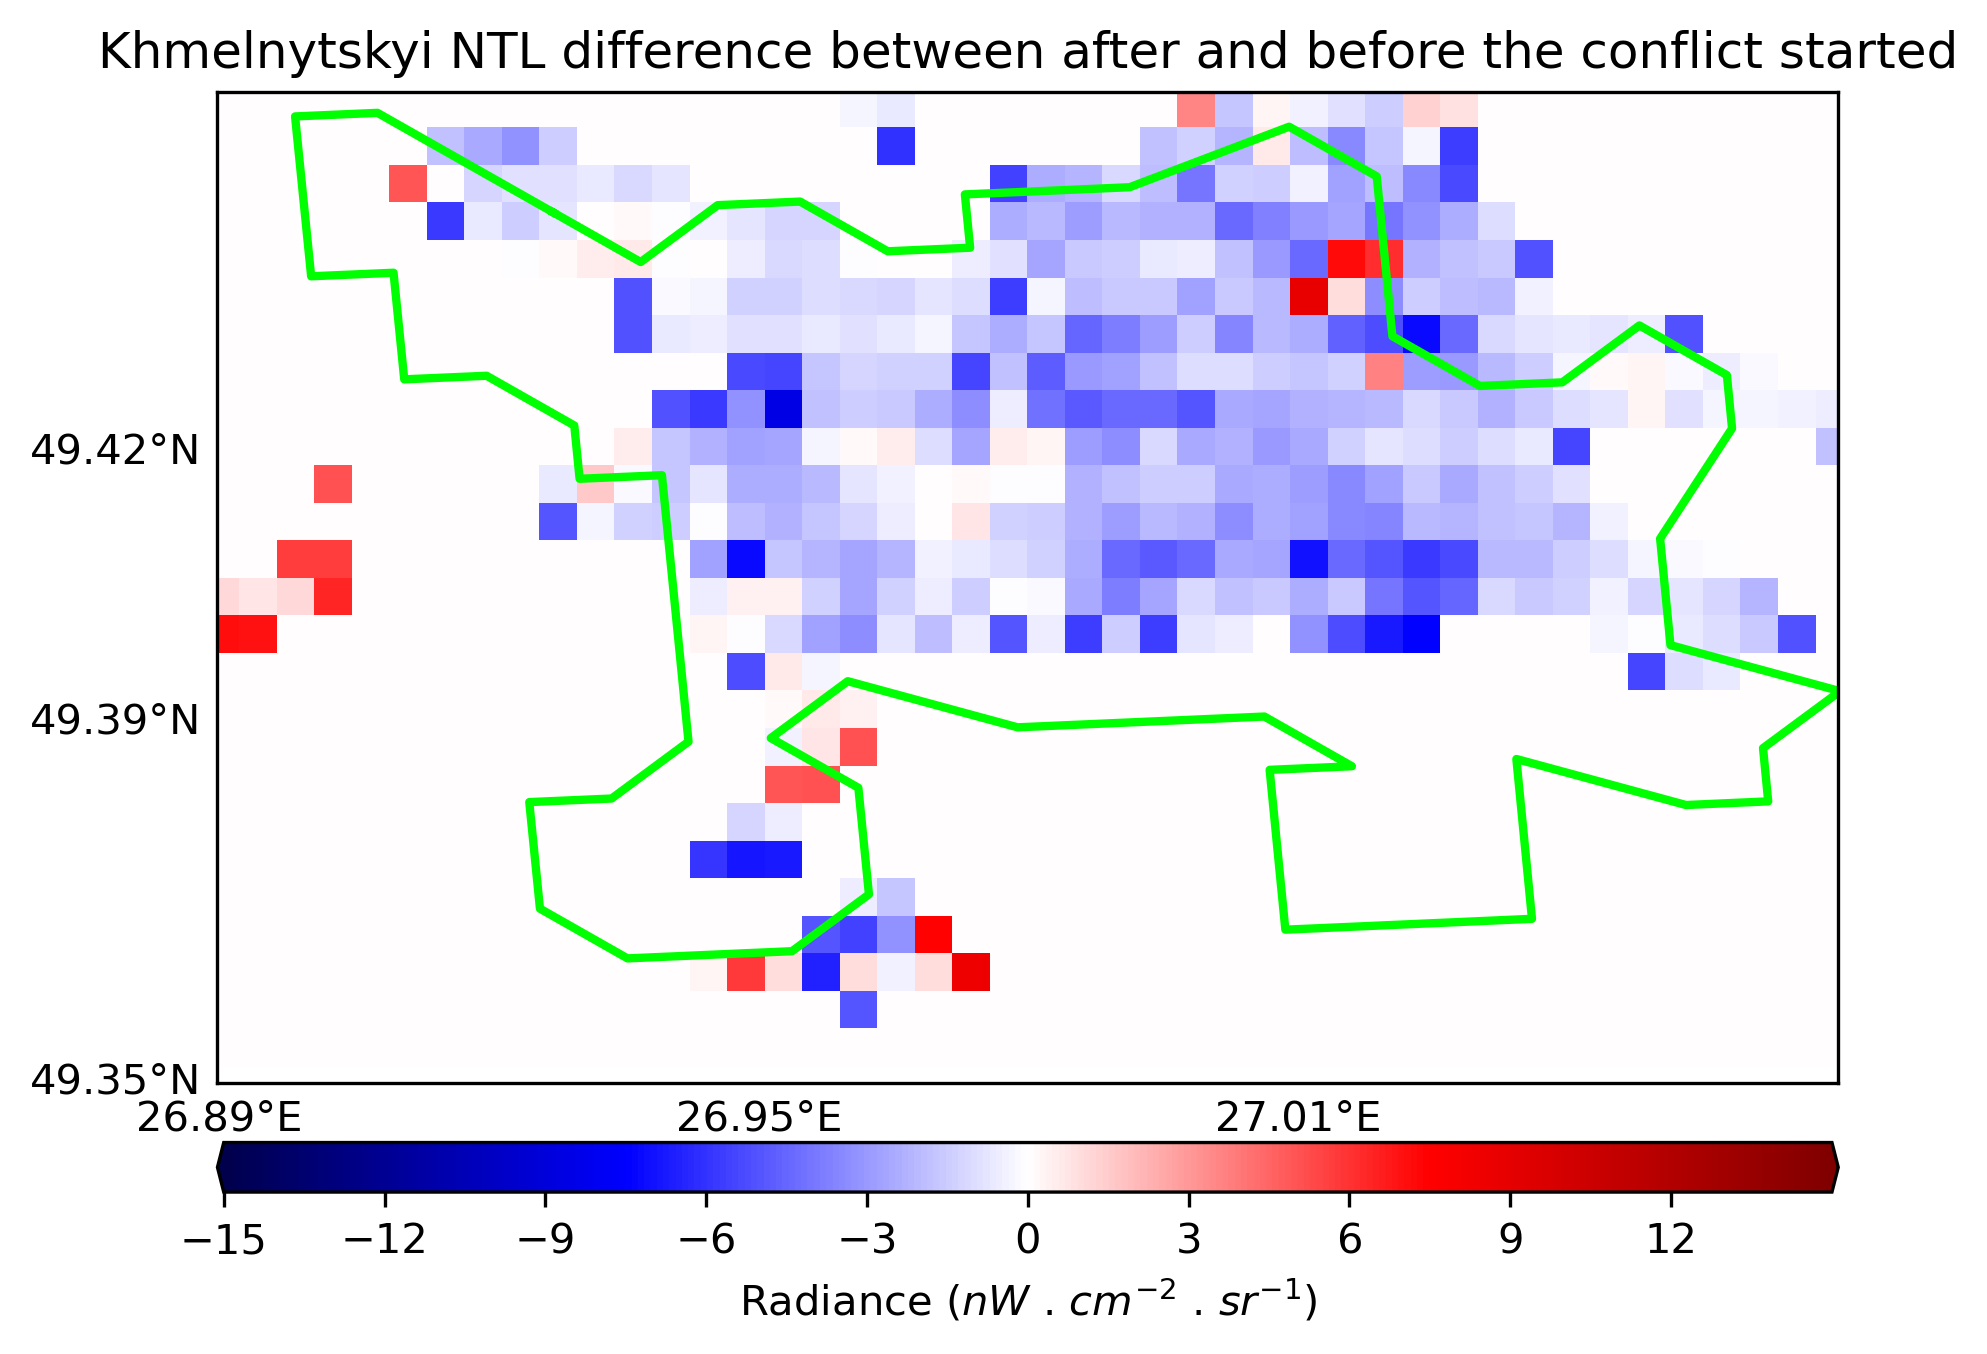 Khmelnytskyi NTL difference between after and before the conflict started
49.42°N
49.39°N
49.35°N
26.89°E 26.95°E 27.01°E
−15 −12 −9 −6 −3 0 3 6 9 12
Radiance (nW . cm⁻² . sr⁻¹)